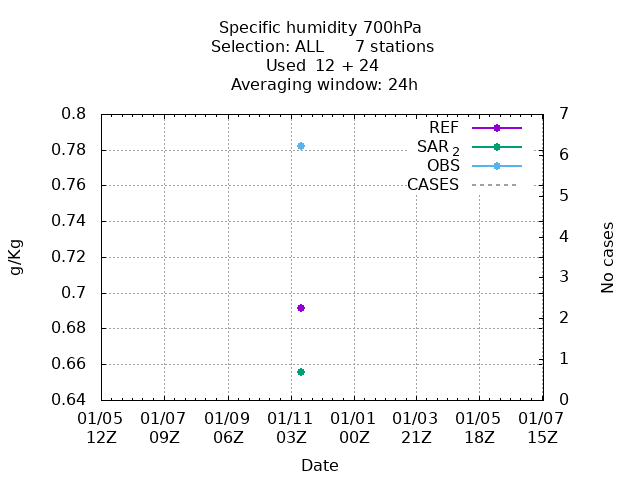 Specific humidity 700hPa
Selection: ALL 7 stations
Used 12 + 24
Averaging window: 24h
0.8
0.78
0.76
0.74
0.72
0.7
0.68
0.66
0.64
g/Kg
REF
SAR 2
OBS
CASES
7
6
5
4
3
2
1
0
No cases
01/05 01/07 01/09 01/11 01/01 01/03 01/05 01/07
12Z 09Z 06Z 03Z 00Z 21Z 18Z 15Z
Date